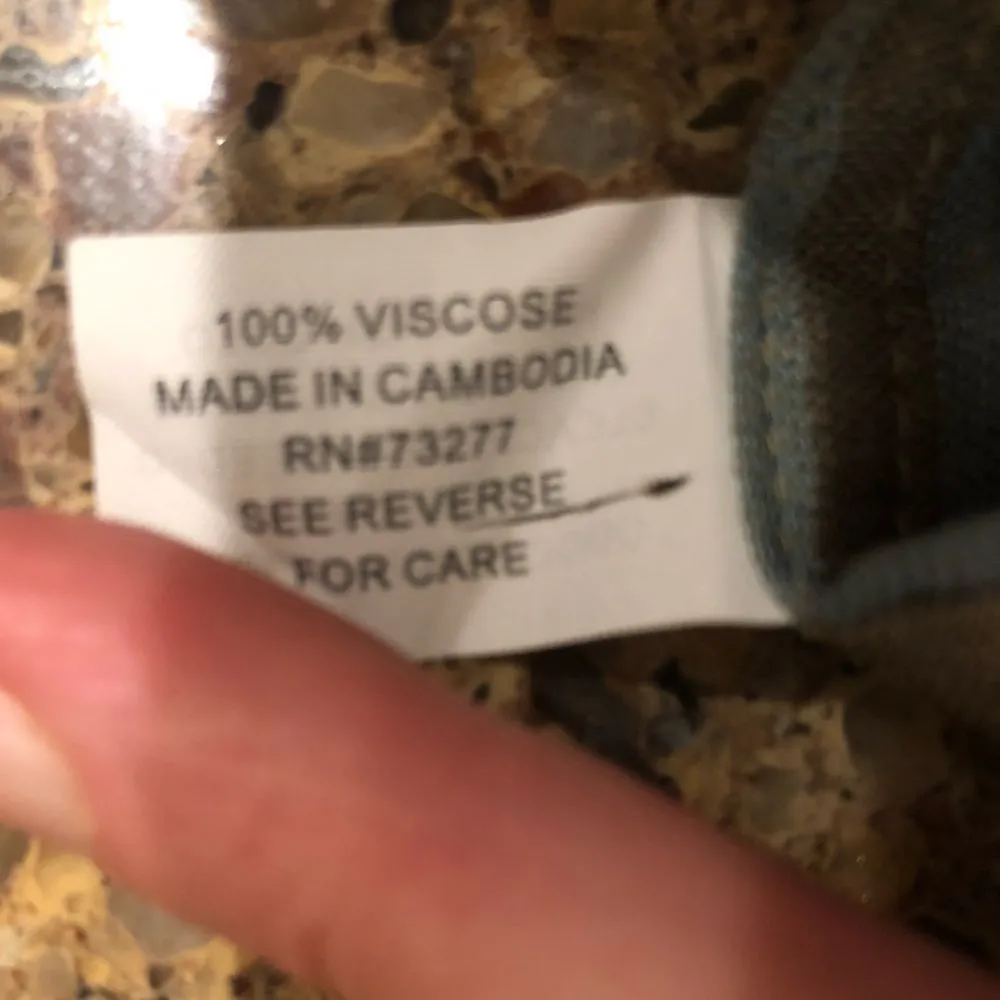 100% VISCOSE
MADE IN CAMBODIA
RN#73277
SEE REVERSE
FOR CARE